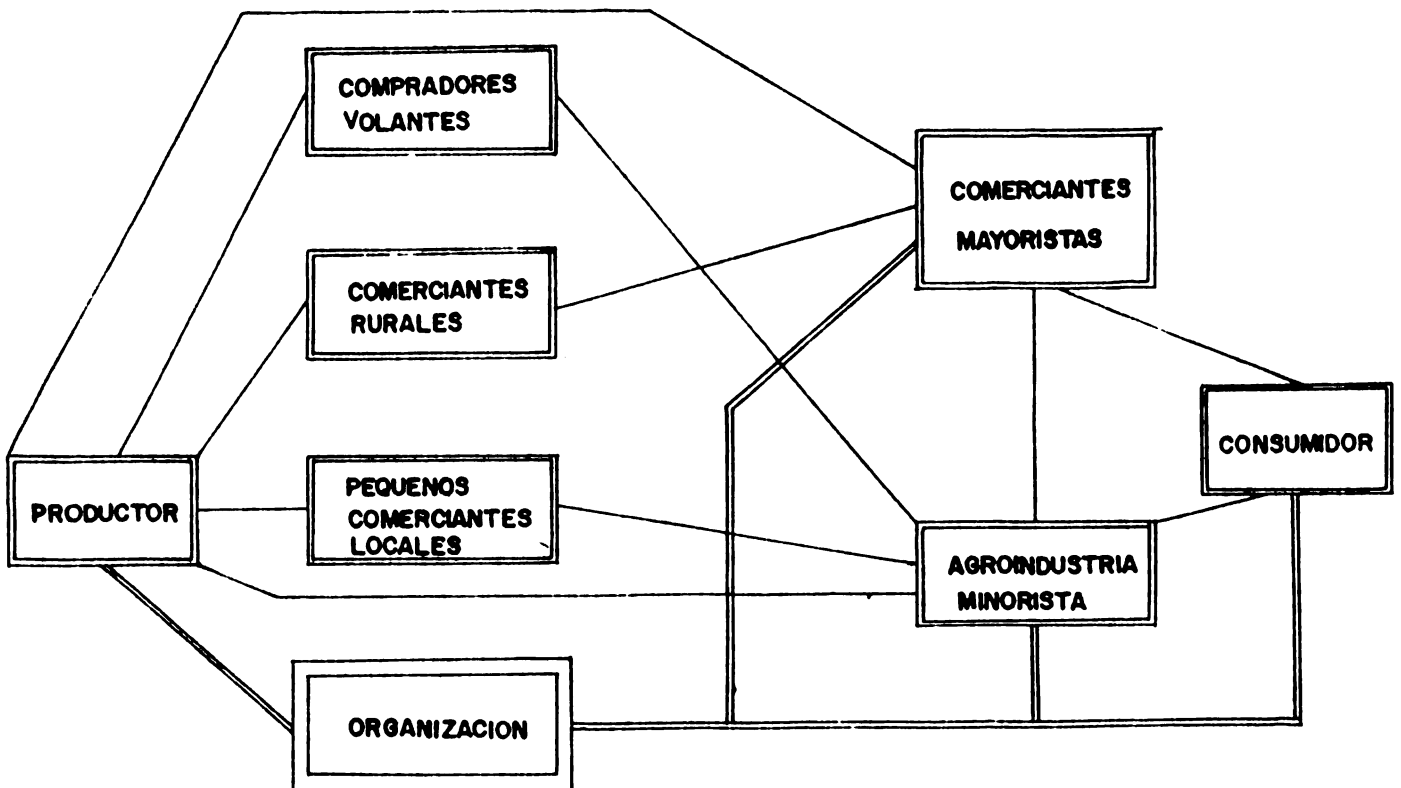 COMPRADORES
VOLANTES
COMERCIANTES
MAYORISTAS
COMERCIANTES
RURALES
CONSUMIDOR
PRODUCTOR
PEQUENOS
COMERCIANTES
LOCALES
AGROINDUSTRIA
MINORISTA
ORGANIZACION